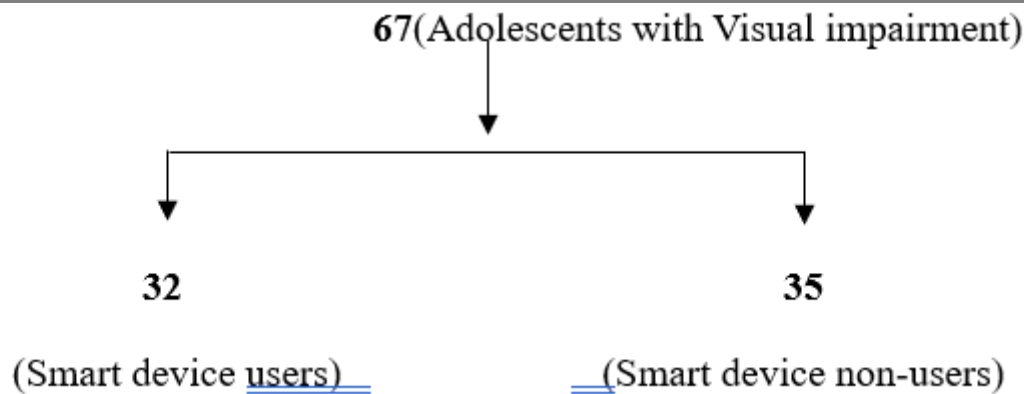 67(Adolescents with Visual impairment)
32
35
(Smart device users)
(Smart device non-users)